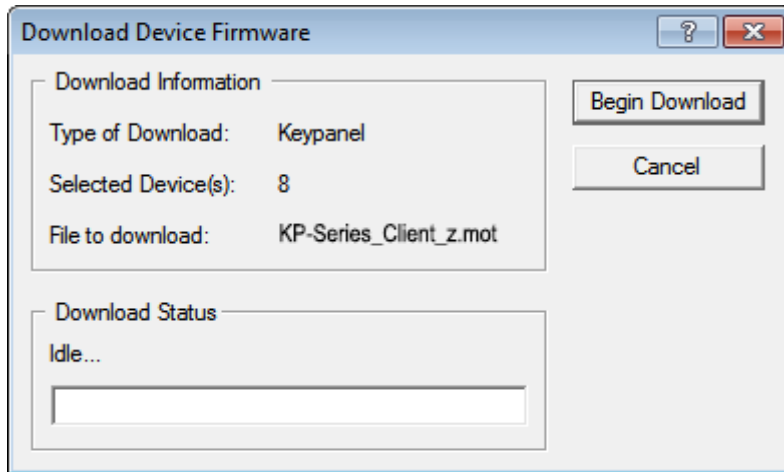 Download Device Firmware
Download Information
Type of Download: Keypanel
Selected Device(s): 8
File to download: KP-Series_Client_z.mot
Begin Download
Cancel
Download Status
Idle...